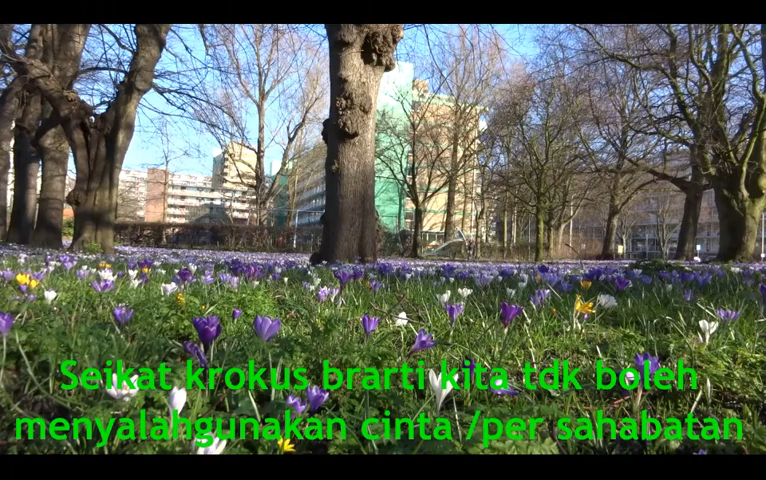 Seikat krokus brarti kita tdk boleh
menyalahgunakan cinta /per sahabatan